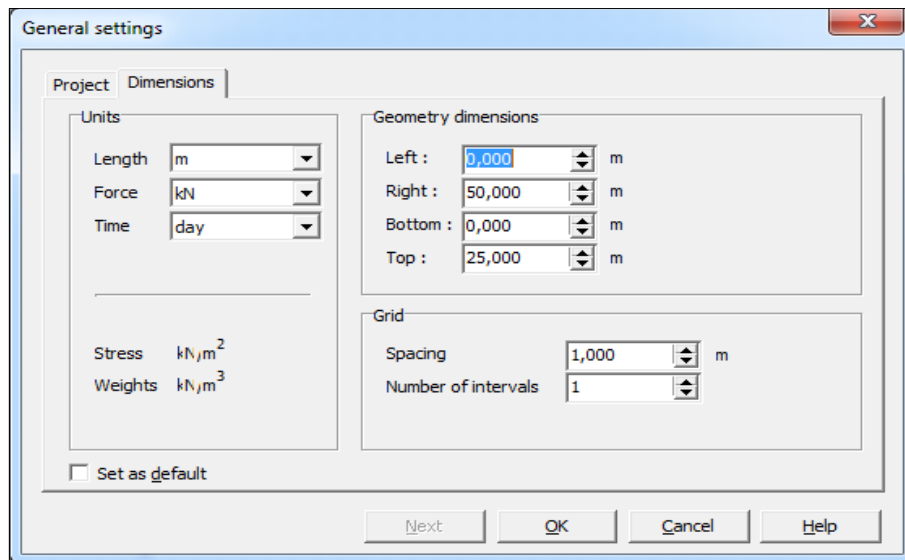 General settings
X
Project Dimensions
Units
Length m
Force kN
Time day
Stress kN/m²
Weights kN/m³
Geometry dimensions
Left : 0,000 m
Right : 50,000 m
Bottom : 0,000 m
Top : 25,000 m
Grid
Spacing 1,000 m
Number of intervals 1
Set as default
Next OK Cancel Help